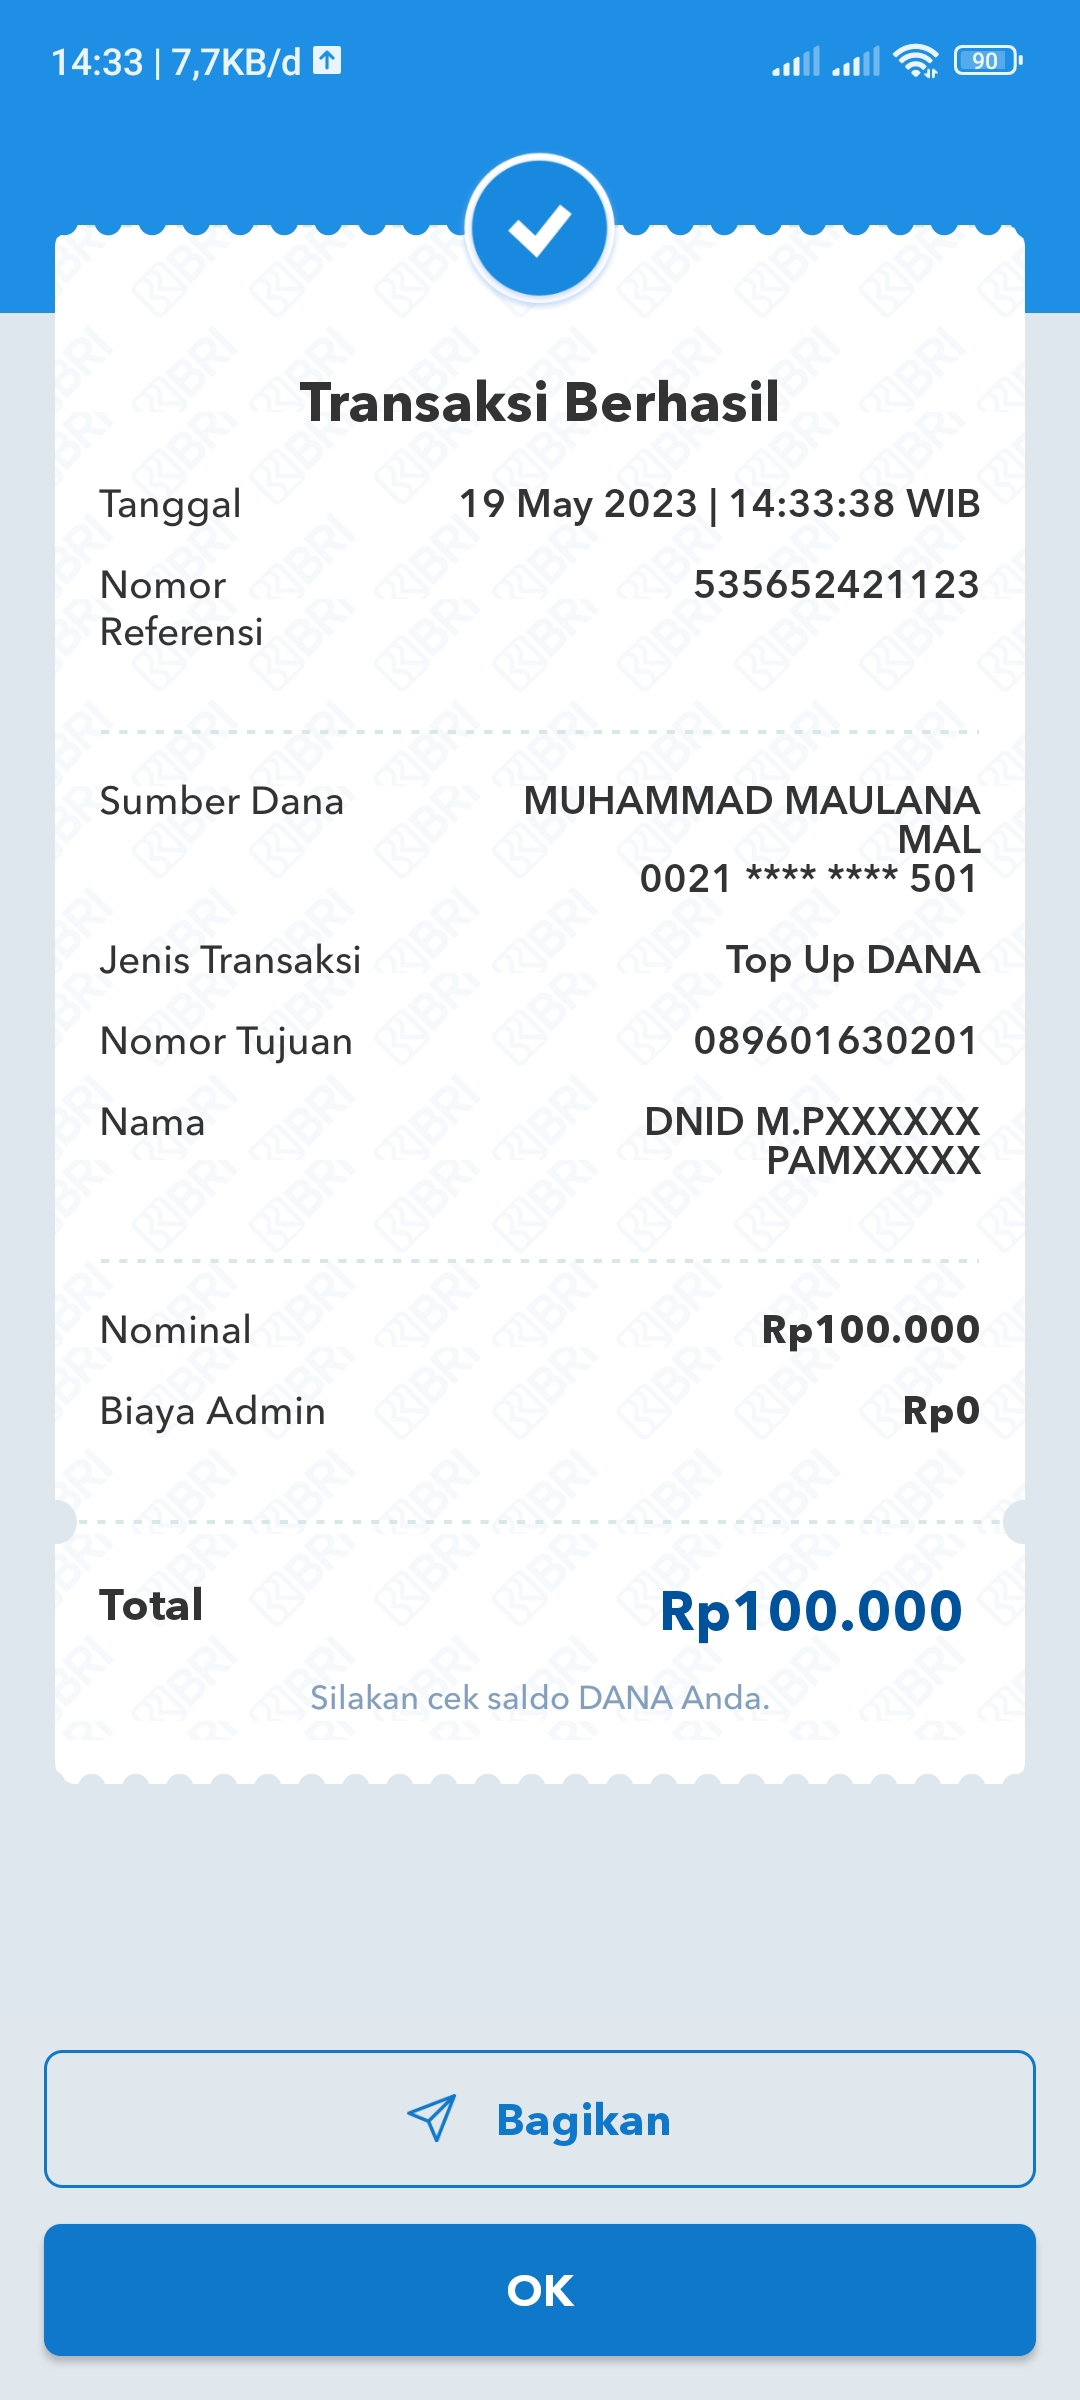 14:33 | 7,7KB/d
90
Transaksi Berhasil
Tanggal 19 May 2023 | 14:33:38 WIB
Nomor 535652421123
Referensi
Sumber Dana MUHAMMAD MAULANA
MAL
0021 **** **** 501
Jenis Transaksi Top Up DANA
Nomor Tujuan 089601630201
Nama DNID M.PXXXXXX
PAMXXXXX
Nominal Rp100.000
Biaya Admin Rp0
Total Rp100.000
Silakan cek saldo DANA Anda.
Bagikan
OK